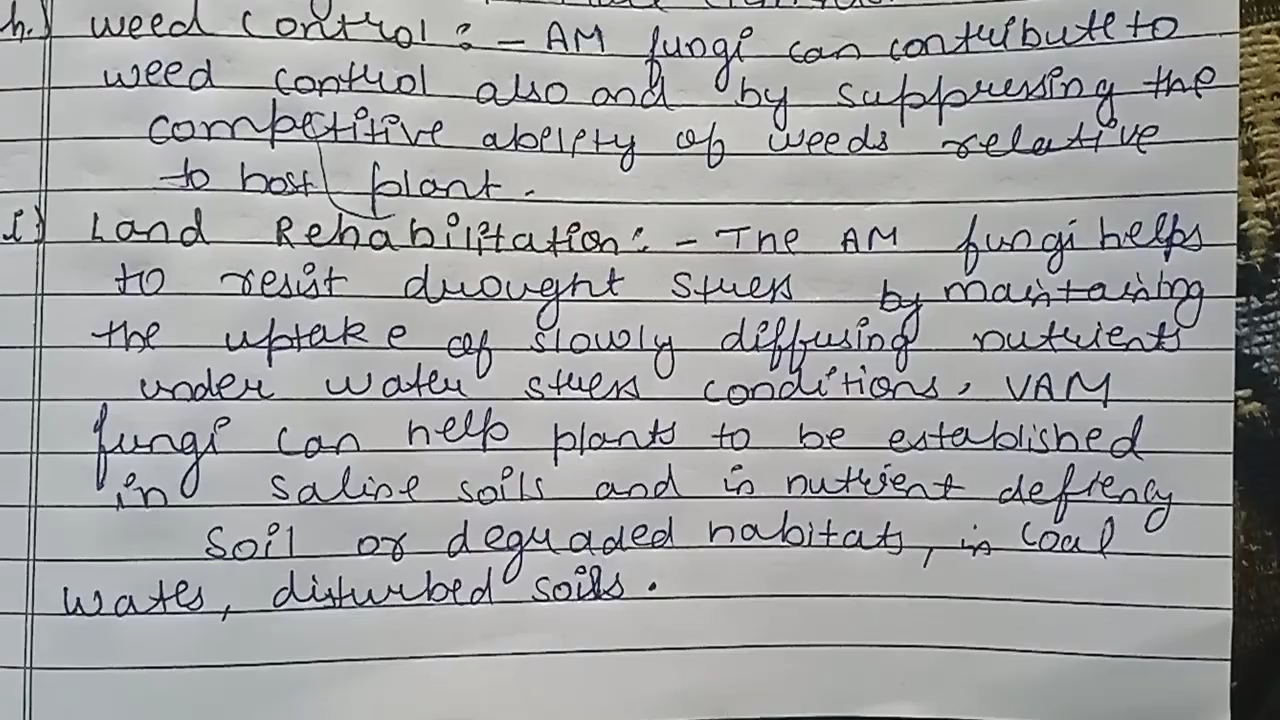 h.) weed control :- AM fungi can contribute to
weed control also and by suppressing the
competitive abelety of weeds relative
to host plant.
i) Land Rehabilitation :- The AM fungi helps
to resist drought stress by maintaining
the uptake of slowly diffusing nutrients
under water stress conditions, VAM
fungi can help plants to be established
in saline soils and in nutrient defiency
soil or degraded habitats, in coal
wates, disturbed soils.